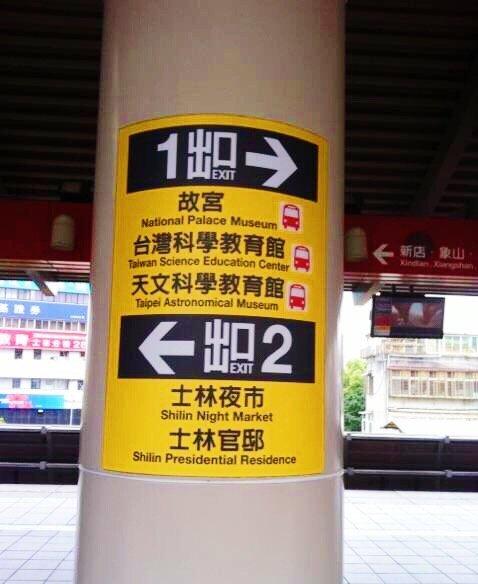 1 出口 EXIT →
故宮
National Palace Museum
台灣科學教育館
Taiwan Science Education Center
天文科學教育館
Taipei Astronomical Museum
← 出口 EXIT 2
士林夜市
Shilin Night Market
士林官邸
Shilin Presidential Residence
← 新店·象山·
Xindian . Xiangshan